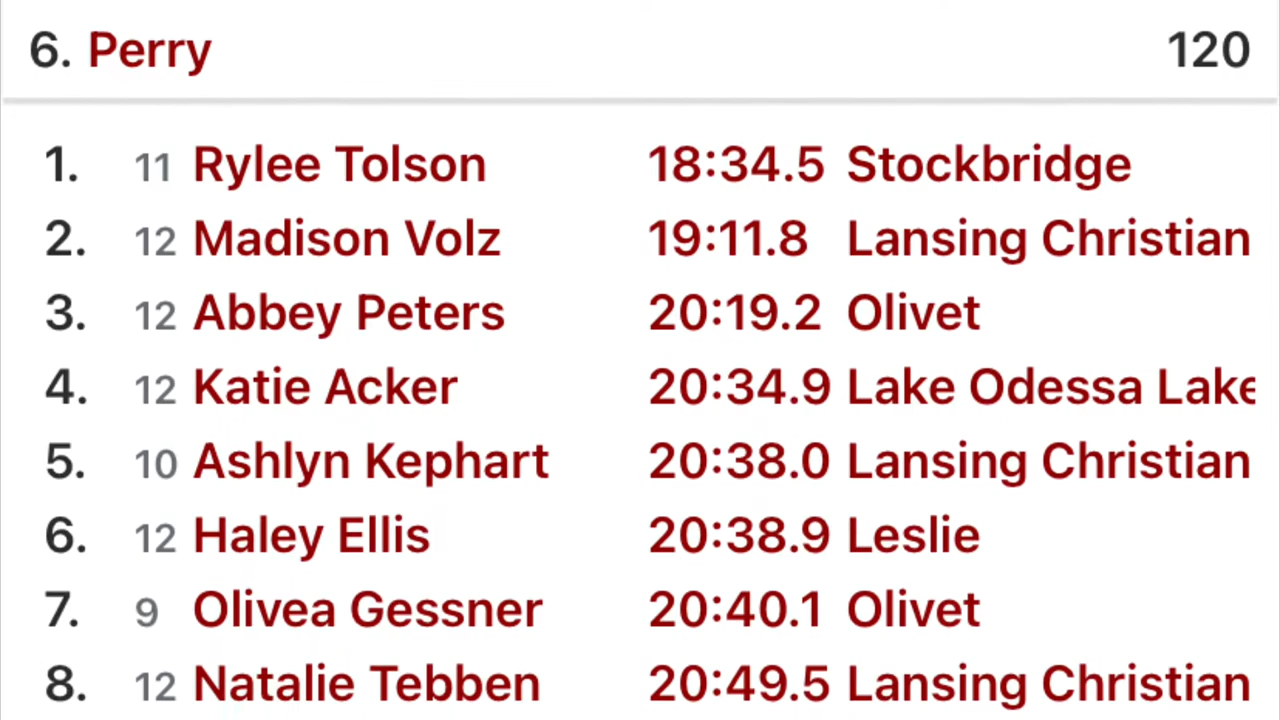 6. Perry 120
1. 11 Rylee Tolson 18:34.5 Stockbridge
2. 12 Madison Volz 19:11.8 Lansing Christian
3. 12 Abbey Peters 20:19.2 Olivet
4. 12 Katie Acker 20:34.9 Lake Odessa Lake
5. 10 Ashlyn Kephart 20:38.0 Lansing Christian
6. 12 Haley Ellis 20:38.9 Leslie
7. 9 Olivea Gessner 20:40.1 Olivet
8. 12 Natalie Tebben 20:49.5 Lansing Christian